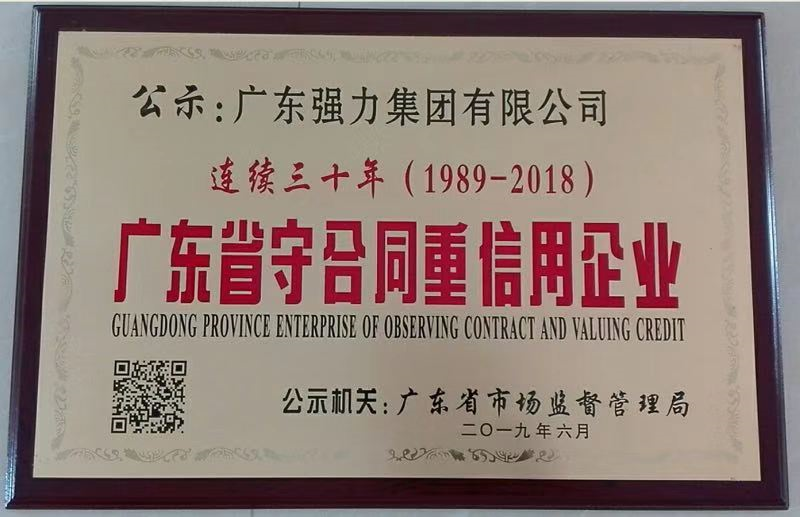 公示:广东强力集团有限公司
连续三十年(1989-2018)
广东省守合同重信用企业
GUANGDONG PROVINCE ENTERPRISE OF OBSERVING CONTRACT AND VALUING CREDIT
公示机关:广东省市场监督管理局
二〇一九年六月